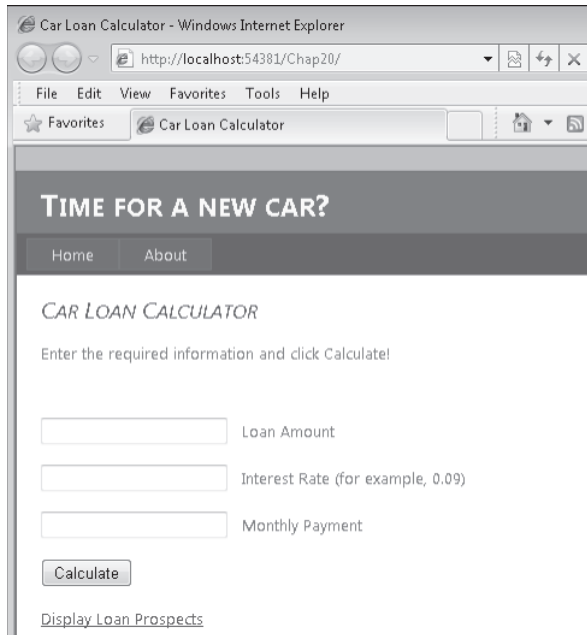 Car Loan Calculator - Windows Internet Explorer
http://localhost:54381/Chap20/
File Edit View Favorites Tools Help
Favorites Car Loan Calculator
TIME FOR A NEW CAR?
Home About
CAR LOAN CALCULATOR
Enter the required information and click Calculate!
Loan Amount
Interest Rate (for example, 0.09)
Monthly Payment
Calculate
Display Loan Prospects